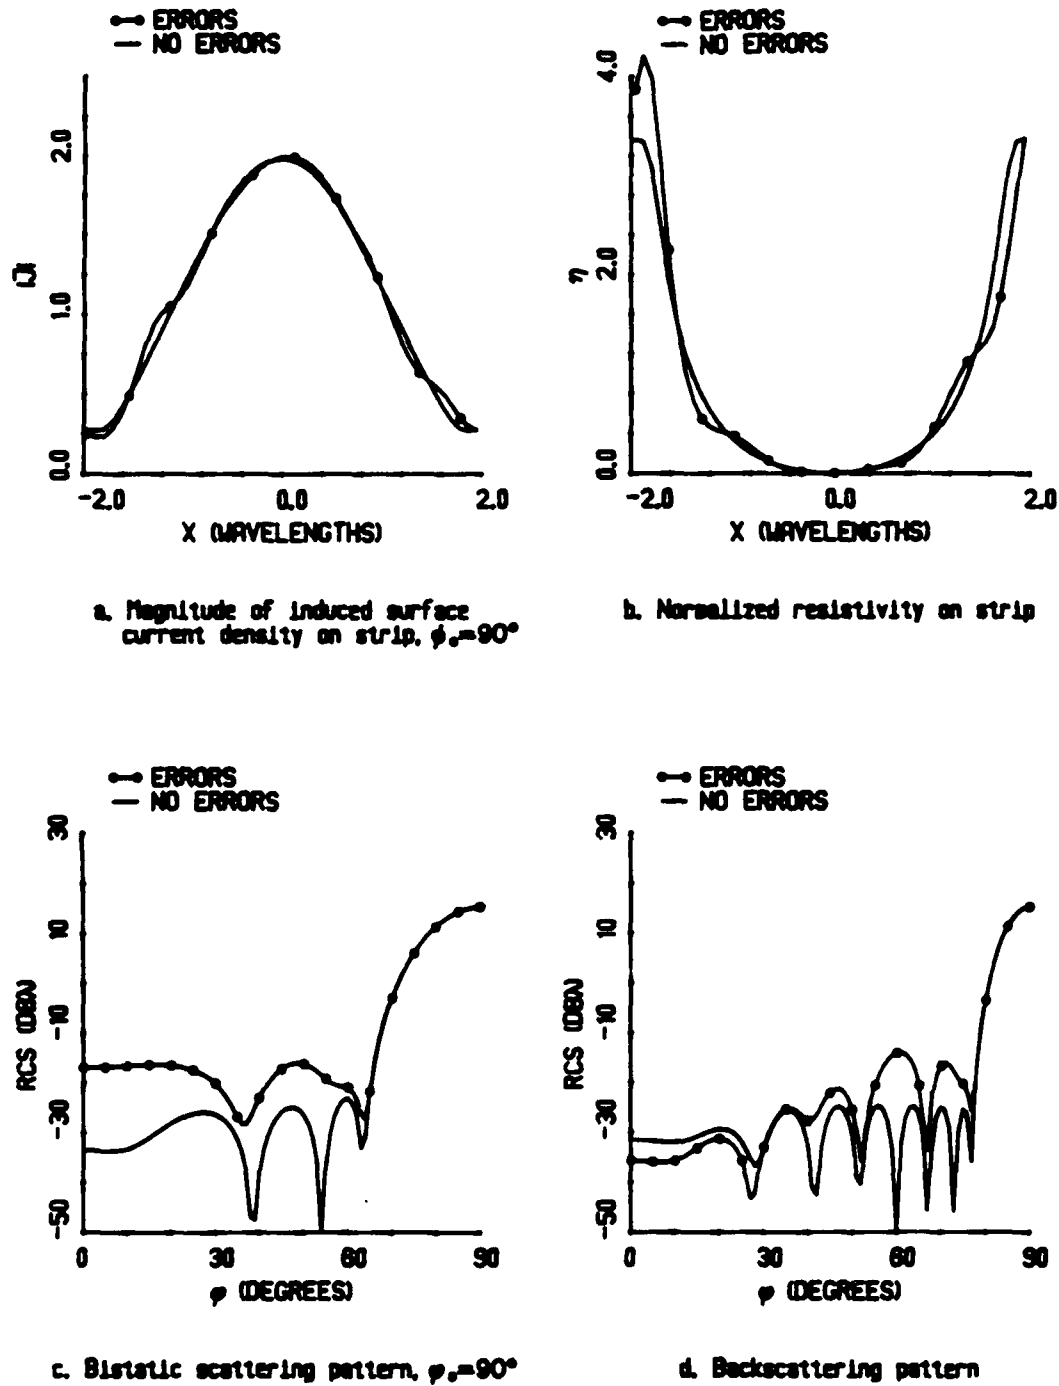 ERRORS
NO ERRORS
2.0
1.0
0.0
|J|
-2.0 0.0 2.0
X (WAVELENGTHS)
a. Magnitude of induced surface
current density on strip, φ₀=90°
ERRORS
NO ERRORS
4.0
2.0
0.0
η
-2.0 0.0 2.0
X (WAVELENGTHS)
b. Normalized resistivity on strip
ERRORS
NO ERRORS
30
10
-10
-30
-50
RCS (DBλ)
0 30 60 90
φ (DEGREES)
c. Bistatic scattering pattern, φ₀=90°
ERRORS
NO ERRORS
30
10
-10
-30
-50
RCS (DBλ)
0 30 60 90
φ (DEGREES)
d. Backscattering pattern